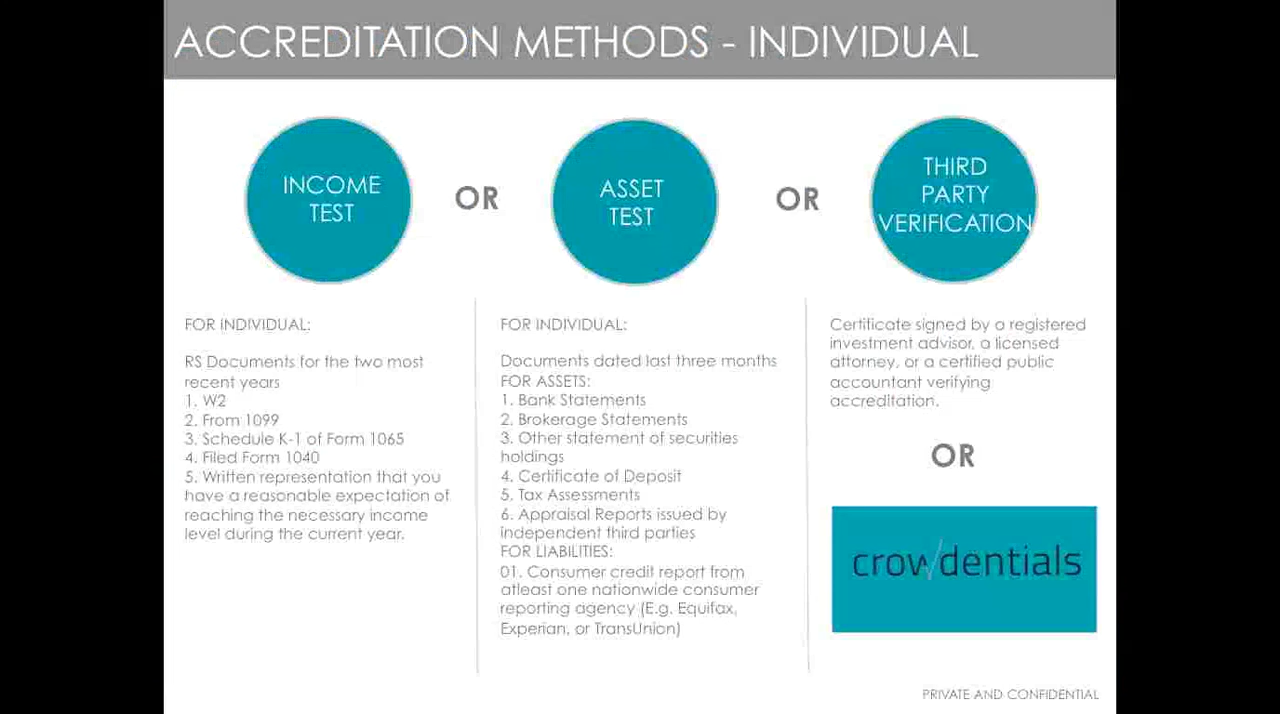 ACCREDITATION METHODS - INDIVIDUAL
INCOME
TEST
OR
ASSET
TEST
OR
THIRD
PARTY
VERIFICATION
FOR INDIVIDUAL:
RS Documents for the two most
recent years
1. W2
2. From 1099
3. Schedule K-1 of Form 1065
4. Filed Form 1040
5. Written representation that you
have a reasonable expectation of
reaching the necessary income
level during the current year.
FOR INDIVIDUAL:
Documents dated last three months
FOR ASSETS:
1. Bank Statements
2. Brokerage Statements
3. Other statement of securities
holdings
4. Certificate of Deposit
5. Tax Assessments
6. Appraisal Reports issued by
independent third parties
FOR LIABILITIES:
01. Consumer credit report from
atleast one nationwide consumer
reporting agency (E.g. Equifax,
Experian, or TransUnion)
Certificate signed by a registered
investment advisor, a licensed
attorney, or a certified public
accountant verifying
accreditation.
OR
crowdentials
PRIVATE AND CONFIDENTIAL